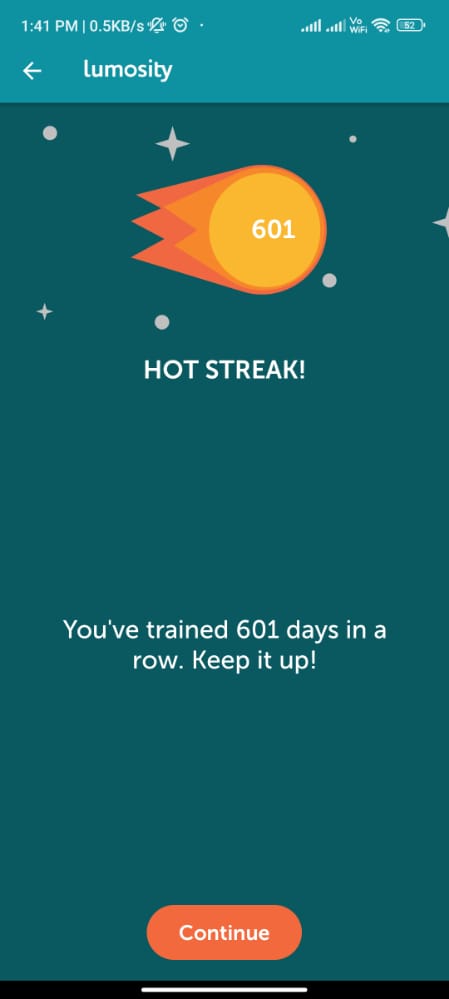 1:41 PM | 0.5KB/s
Vo
WiFi
52
lumosity
601
HOT STREAK!
You've trained 601 days in a
row. Keep it up!
Continue